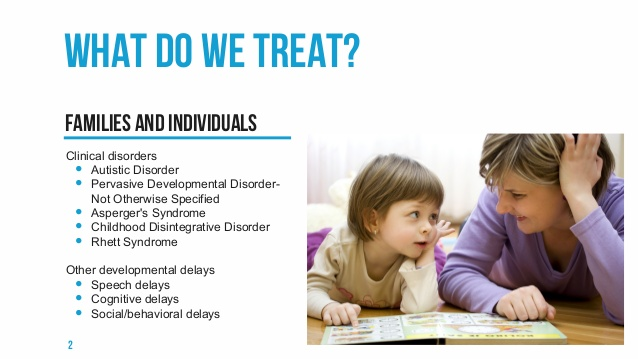 WHAT DO WE TREAT?
FAMILIES AND INDIVIDUALS
Clinical disorders
• Autistic Disorder
• Pervasive Developmental Disorder-
Not Otherwise Specified
• Asperger's Syndrome
• Childhood Disintegrative Disorder
• Rhett Syndrome
Other developmental delays
• Speech delays
• Cognitive delays
• Social/behavioral delays
2